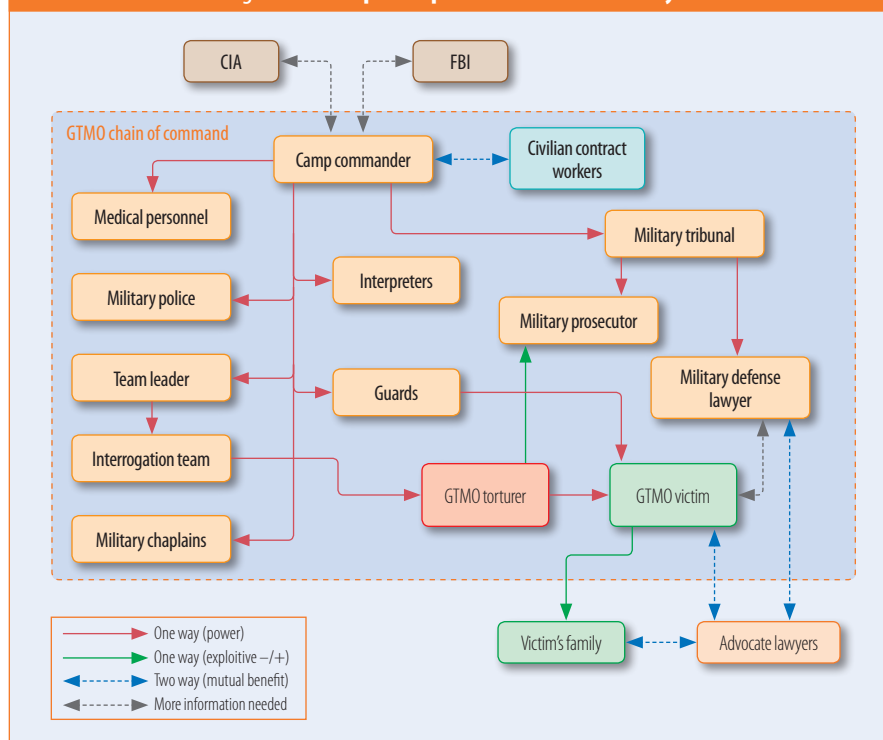 CIA
FBI
GTMO chain of command
Camp commander
Civilian contract
workers
Medical personnel
Military tribunal
Interpreters
Military police
Military prosecutor
Team leader
Guards
Military defense
lawyer
Interrogation team
GTMO torturer
GTMO victim
Military chaplains
One way (power)
One way (exploitive –/+)
Two way (mutual benefit)
More information needed
Victim's family
Advocate lawyers